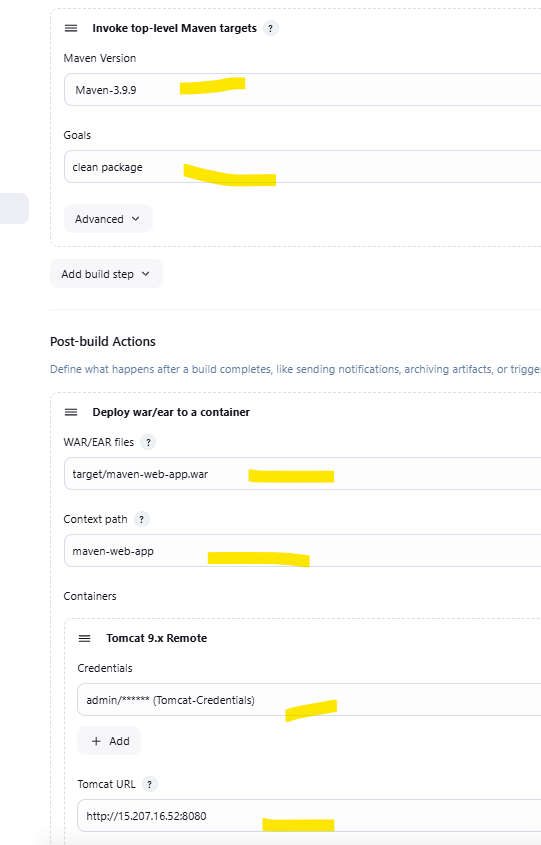 Invoke top-level Maven targets ?
Maven Version
Maven-3.9.9
Goals
clean package
Advanced
Add build step
Post-build Actions
Define what happens after a build completes, like sending notifications, archiving artifacts, or
Deploy war/ear to a container
WAR/EAR files ?
target/maven-web-app.war
Context path ?
maven-web-app
Containers
Tomcat 9.x Remote
Credentials
admin/****** (Tomcat-Credentials)
+ Add
Tomcat URL ?
http://15.207.16.52:8080